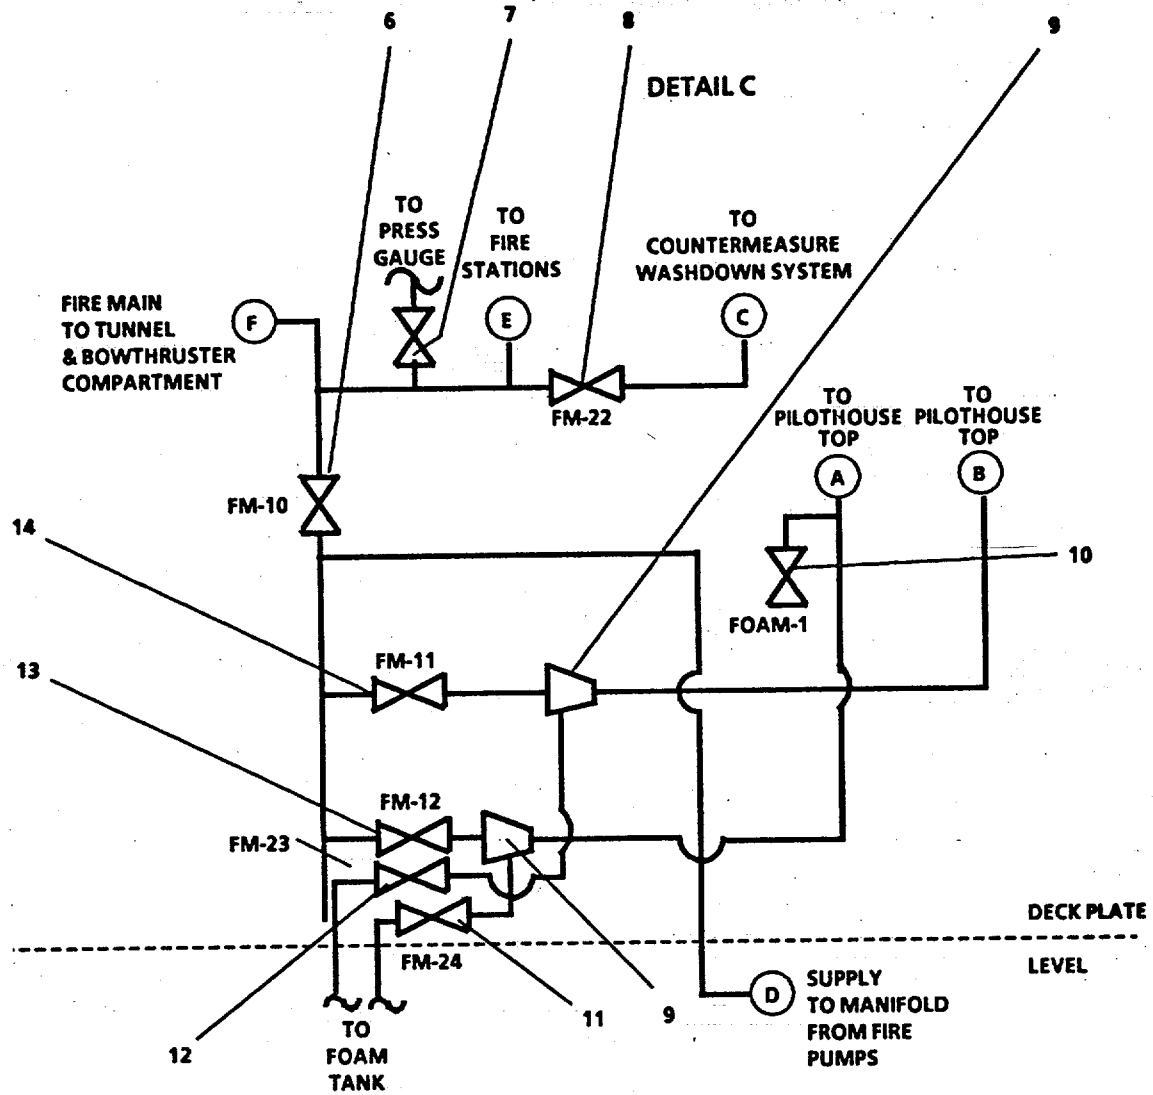 6
7
8
9
DETAIL C
TO
PRESS
GAUGE
TO
FIRE
STATIONS
TO
COUNTERMEASURE
WASHDOWN SYSTEM
FIRE MAIN
TO TUNNEL
& BOWTHRUSTER
COMPARTMENT
F
E
C
FM-22
TO
PILOTHOUSE
TOP
TO
PILOTHOUSE
TOP
A
B
FM-10
14
10
FOAM-1
FM-11
13
FM-12
FM-23
DECK PLATE
LEVEL
FM-24
D
SUPPLY
TO MANIFOLD
FROM FIRE
PUMPS
11
9
12
TO
FOAM
TANK